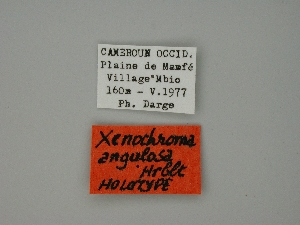 CAMEROUN OCCID.
Plaine de Mamfé
Village Mbio
160m - V.1977
Ph. Darge
Xenochroma
angulosa
HrBlt
HOLOTYPE